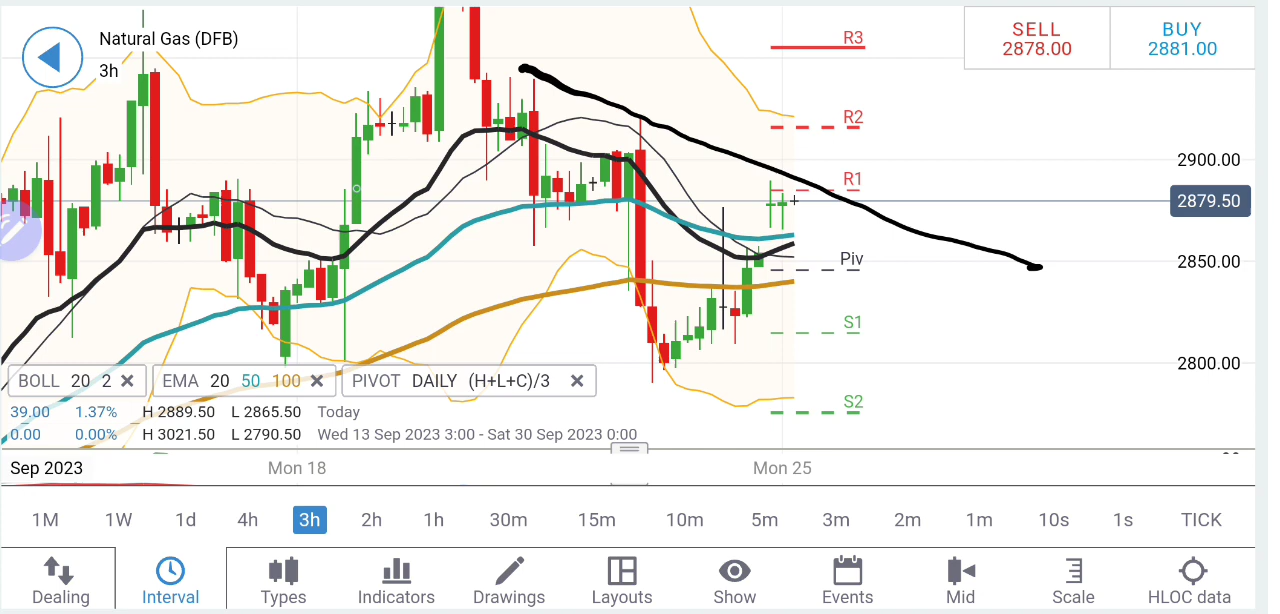 Natural Gas (DFB)
3h
SELL
2878.00
BUY
2881.00
R3
R2
R1
Piv
S1
S2
2900.00
2879.50
2850.00
2800.00
BOLL 20 2 EMA 20 50 100 PIVOT DAILY (H+L+C)/3
39.00 1.37% H 2889.50 L 2865.50 Today
0.00 0.00% H 3021.50 L 2790.50 Wed 13 Sep 2023 3:00 - Sat 30 Sep 2023 0:00
Sep 2023 Mon 18 Mon 25
1M 1W 1d 4h 3h 2h 1h 30m 15m 10m 5m 3m 2m 1m 10s 1s TICK
Dealing Interval Types Indicators Drawings Layouts Show Events Mid Scale HLOC data